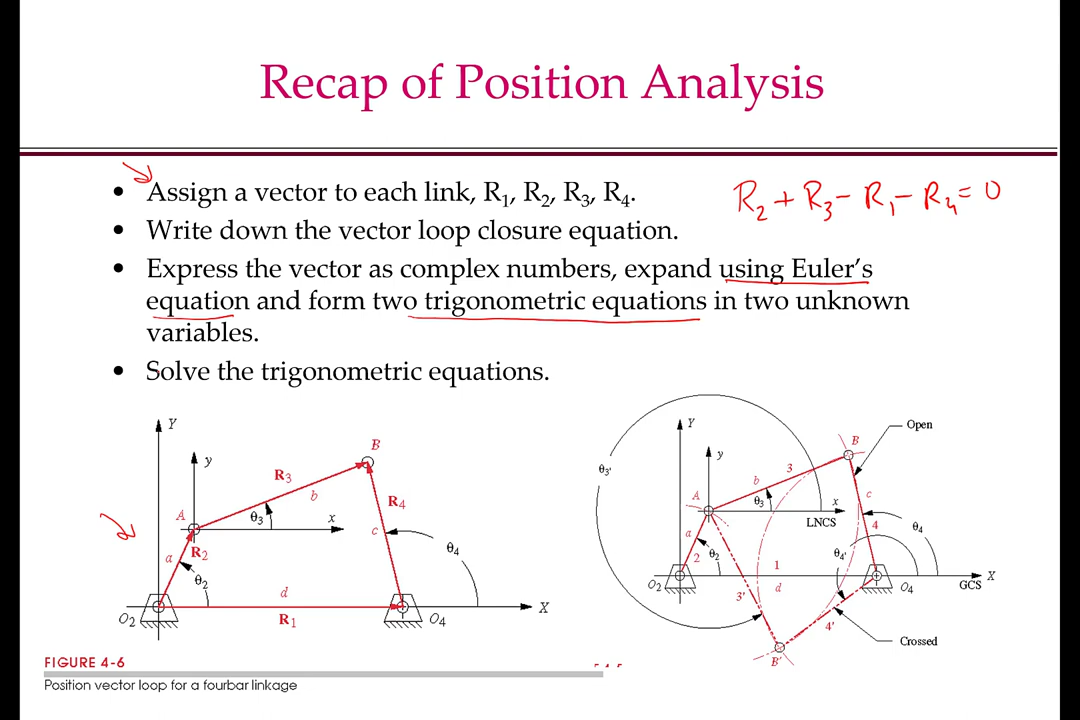 Recap of Position Analysis
• Assign a vector to each link, R₁, R₂, R₃, R₄.
R₂ + R₃ − R₁ − R₄ = 0
• Write down the vector loop closure equation.
• Express the vector as complex numbers, expand using Euler's
equation and form two trigonometric equations in two unknown
variables.
• Solve the trigonometric equations.
Y
y
B
R₃
b
A
θ₃
x
R₄
c
a
R₂
θ₂
θ₄
d
O₂
R₁
O₄
X
FIGURE 4-6
Position vector loop for a fourbar linkage
Y
Open
y
B
θ₃'
b
3
A
θ₃
x
c
LNCS
a
4
θ₄
2
θ₂
θ₄'
1
O₂
d
O₄
GCS
X
3'
4'
Crossed
B'